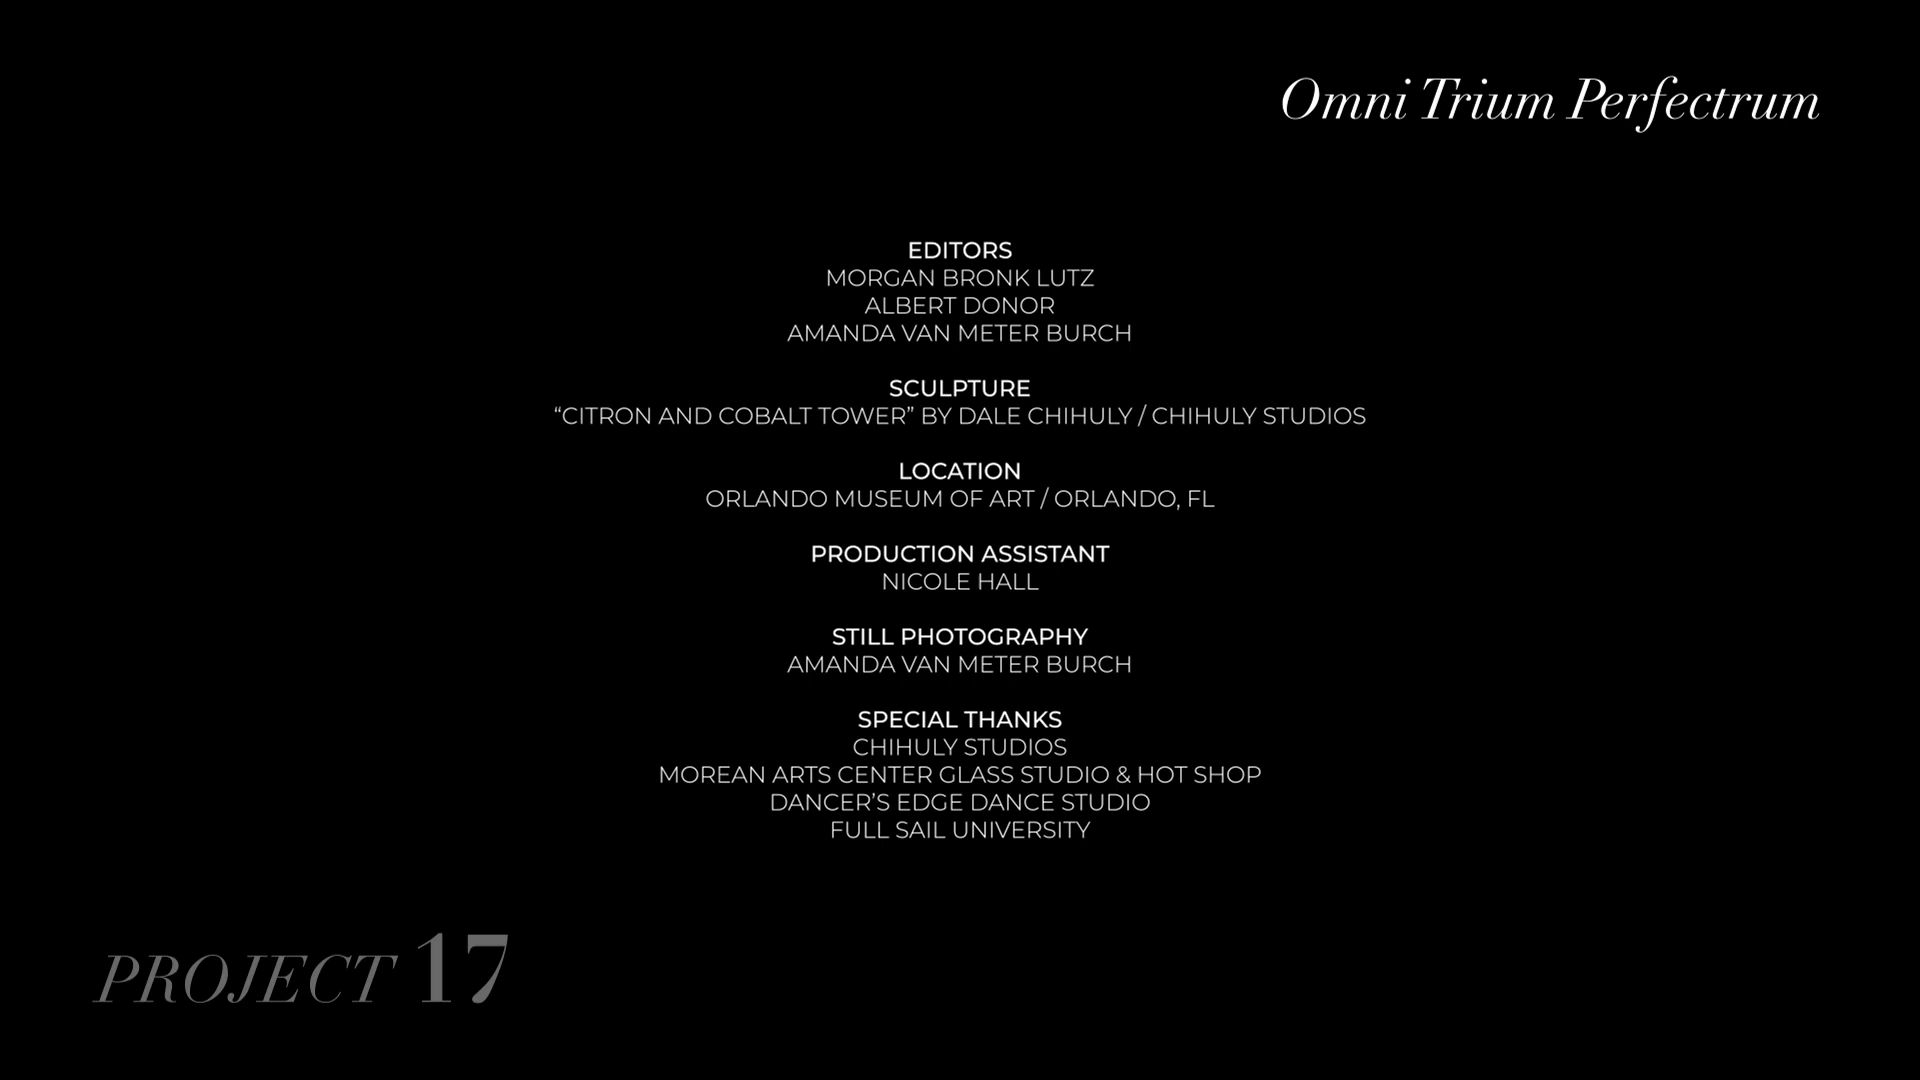 Omni Trium Perfectrum
EDITORS
MORGAN BRONK LUTZ
ALBERT DONOR
AMANDA VAN METER BURCH
SCULPTURE
“CITRON AND COBALT TOWER” BY DALE CHIHULY / CHIHULY STUDIOS
LOCATION
ORLANDO MUSEUM OF ART / ORLANDO, FL
PRODUCTION ASSISTANT
NICOLE HALL
STILL PHOTOGRAPHY
AMANDA VAN METER BURCH
SPECIAL THANKS
CHIHULY STUDIOS
MOREAN ARTS CENTER GLASS STUDIO & HOT SHOP
DANCER’S EDGE DANCE STUDIO
FULL SAIL UNIVERSITY
PROJECT 17